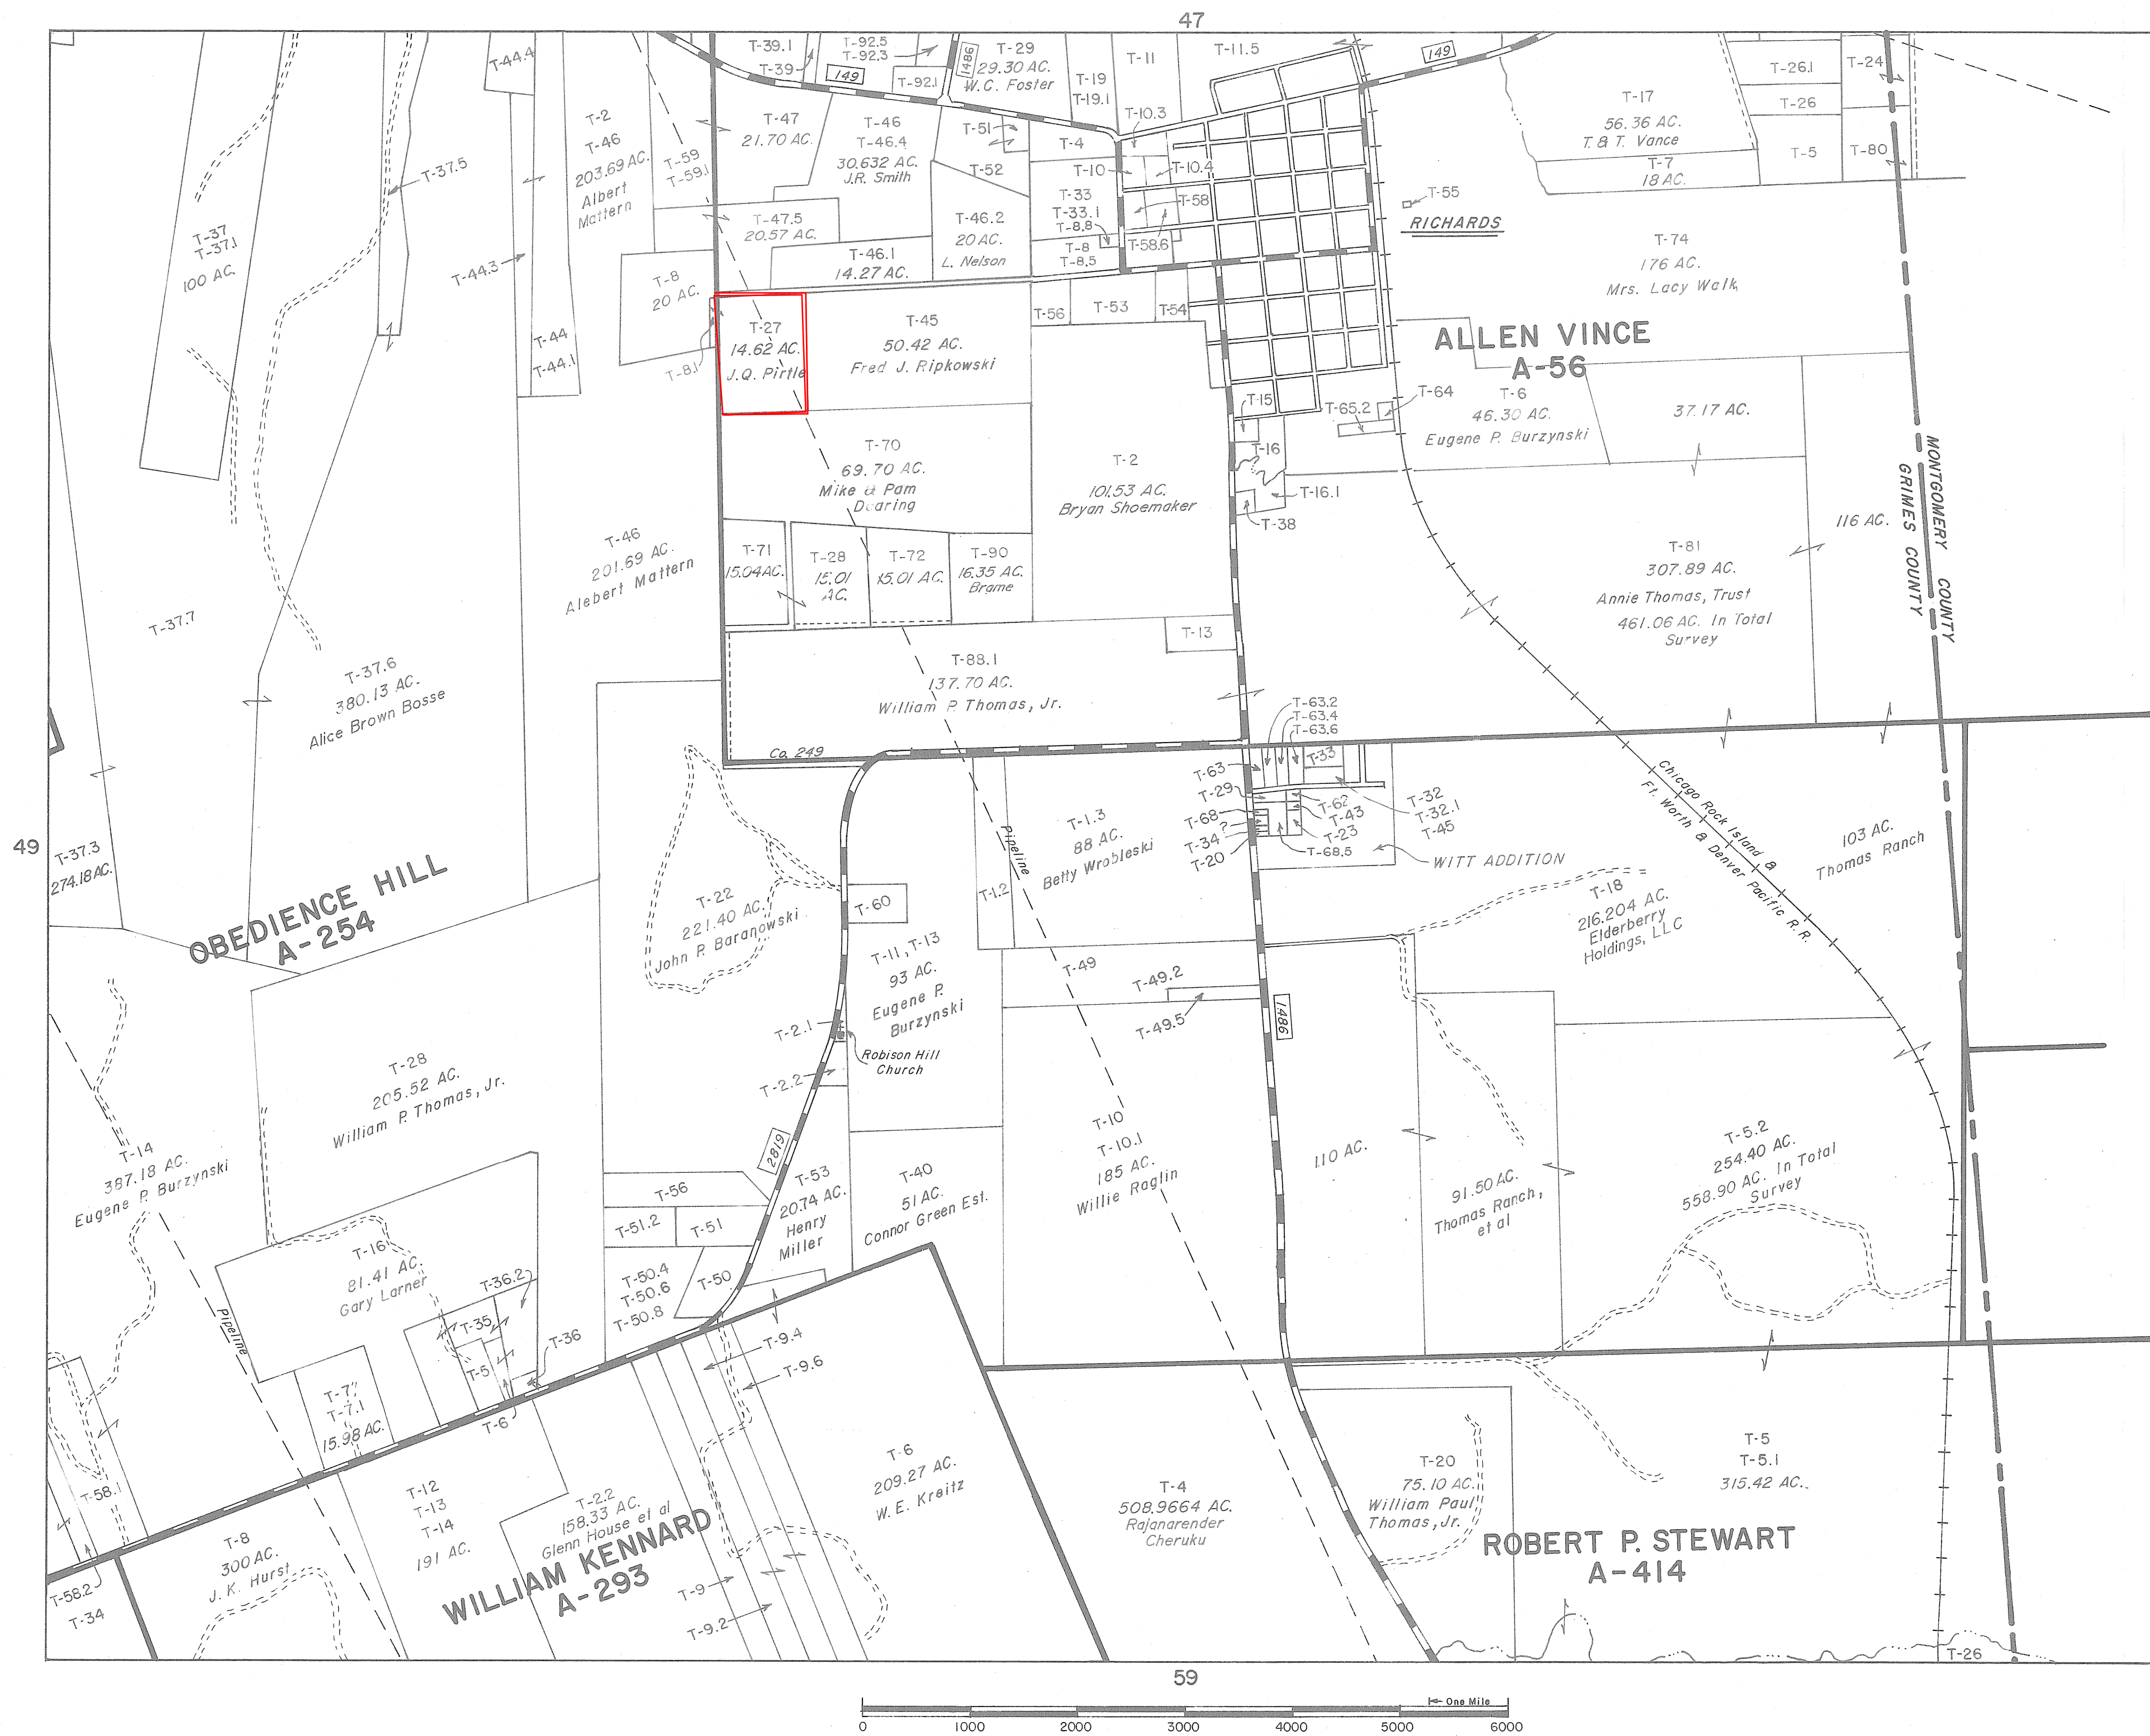 47
T-39.1
T-39
149
T-92.5
T-92.3
T-92.1
1486
T-29
29.30 AC.
W.C. Foster
T-19
T-19.1
T-11
T-11.5
149
T-10.3
T-26.1
T-26
T-24
T-5
T-80
T-17
56.36 AC.
T. & T. Vance
T-7
18 AC.
T-44.4
T-37.5
T-2
T-46
203.69 AC.
Albert
Mattern
T-59
T-59.1
T-47
21.70 AC.
T-46
T-46.4
30.632 AC.
J.R. Smith
T-51
T-52
T-4
T-10
T-10.4
T-33
T-33.1
T-8.8
T-8
T-8.5
T-58
T-58.6
T-55
RICHARDS
T-47.5
20.57 AC.
T-46.1
14.27 AC.
T-46.2
20 AC.
L. Nelson
T-74
176 AC.
Mrs. Lacy Walk
T-37
T-37.1
100 AC.
T-44.3
T-44
T-44.1
T-8
20 AC.
T-8.1
T-27
14.62 AC.
J.Q. Pirtle
T-45
50.42 AC.
Fred J. Ripkowski
T-56
T-53
T-54
ALLEN VINCE
A-56
T-15
T-65.2
T-64
T-6
46.30 AC.
Eugene P. Burzynski
37.17 AC.
T-16
T-16.1
T-38
T-70
69.70 AC.
Mike & Pam
Dearing
T-2
101.53 AC.
Bryan Shoemaker
MONTGOMERY COUNTY
GRIMES COUNTY
116 AC.
T-81
307.89 AC.
Annie Thomas, Trust
461.06 AC. In Total
Survey
T-46
201.69 AC.
Alebert Mattern
T-71
15.04 AC.
T-28
15.01
AC.
T-72
15.01 AC.
T-90
16.35 AC.
Brame
T-13
T-37.7
T-37.6
380.13 AC.
Alice Brown Bosse
T-88.1
137.70 AC.
William P. Thomas, Jr.
Co. 249
T-63.2
T-63.4
T-63.6
T-63
T-33
T-29
T-62
T-43
T-23
T-68
?
T-34
T-20
T-68.5
T-32
T-32.1
T-45
WITT ADDITION
Chicago Rock Island &
Ft. Worth & Denver Pacific R.R.
103 AC.
Thomas Ranch
49
T-37.3
274.18 AC.
OBEDIENCE HILL
A-254
T-22
221.40 AC.
John P. Baranowski
T-60
T-1.2
Pipeline
T-1.3
88 AC.
Betty Wrobleski
T-18
216.204 AC.
Elderberry
Holdings, LLC
T-11, T-13
93 AC.
Eugene P.
Burzynski
T-49
T-49.2
T-49.5
1486
T-2.1
Robison Hill
Church
T-2.2
T-28
205.52 AC.
William P. Thomas, Jr.
T-14
387.18 AC.
Eugene P. Burzynski
2819
T-53
20.74 AC.
Henry
Miller
T-40
51 AC.
Connor Green Est.
T-10
T-10.1
185 AC.
Willie Raglin
110 AC.
91.50 AC.
Thomas Ranch,
et al
T-5.2
254.40 AC.
558.90 AC. In Total
Survey
T-56
T-51.2
T-51
T-50.4
T-50.6
T-50.8
T-50
T-16
81.41 AC.
Gary Larner
T-36.2
T-35
T-36
T-5
T-6
Pipeline
T-7
T-7.1
15.98 AC.
T-9.4
T-9.6
T-58.1
T-58.2
T-34
T-8
300 AC.
J. K. Hurst
T-12
T-13
T-14
191 AC.
T-2.2
158.33 AC.
Glenn House et al
WILLIAM KENNARD
A-293
T-9
T-9.2
T-6
209.27 AC.
W. E. Kreitz
T-4
508.9664 AC.
Rajanarender
Cheruku
T-20
75.10 AC.
William Paul
Thomas, Jr.
T-5
T-5.1
315.42 AC.
ROBERT P. STEWART
A-414
T-26
59
One Mile
0 1000 2000 3000 4000 5000 6000